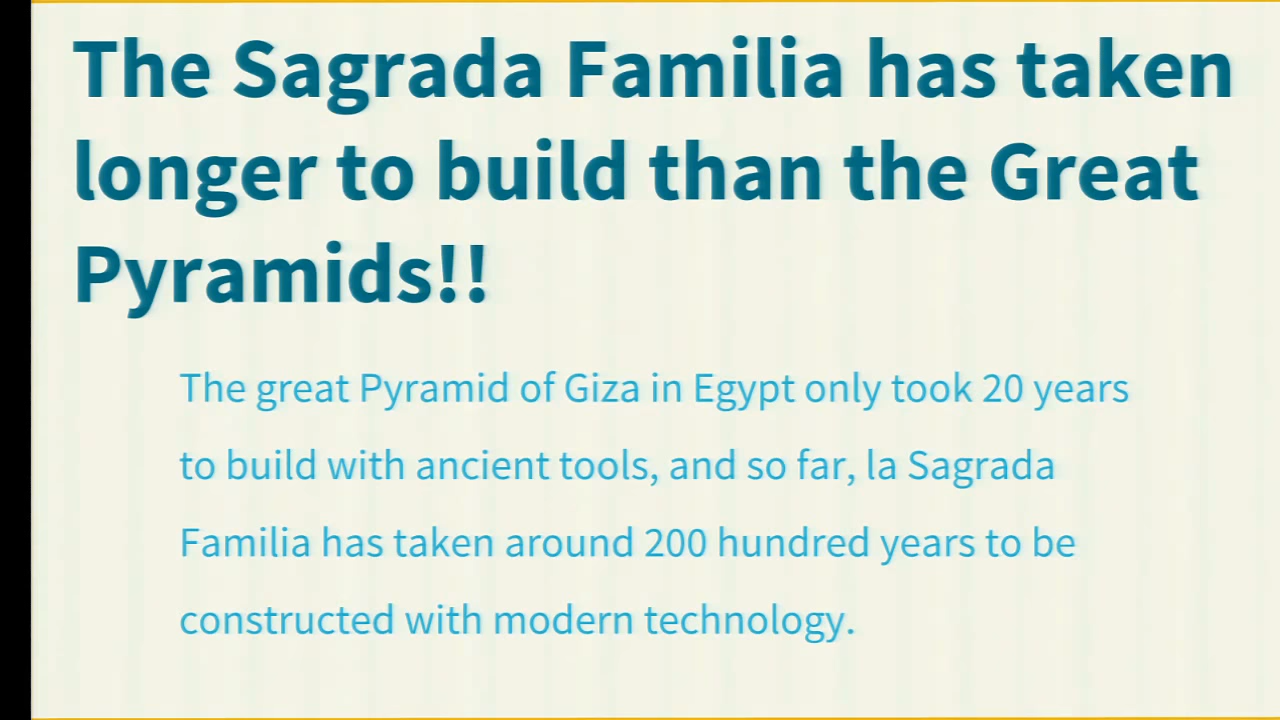 The Sagrada Familia has taken
longer to build than the Great
Pyramids!!
The great Pyramid of Giza in Egypt only took 20 years
to build with ancient tools, and so far, la Sagrada
Familia has taken around 200 hundred years to be
constructed with modern technology.